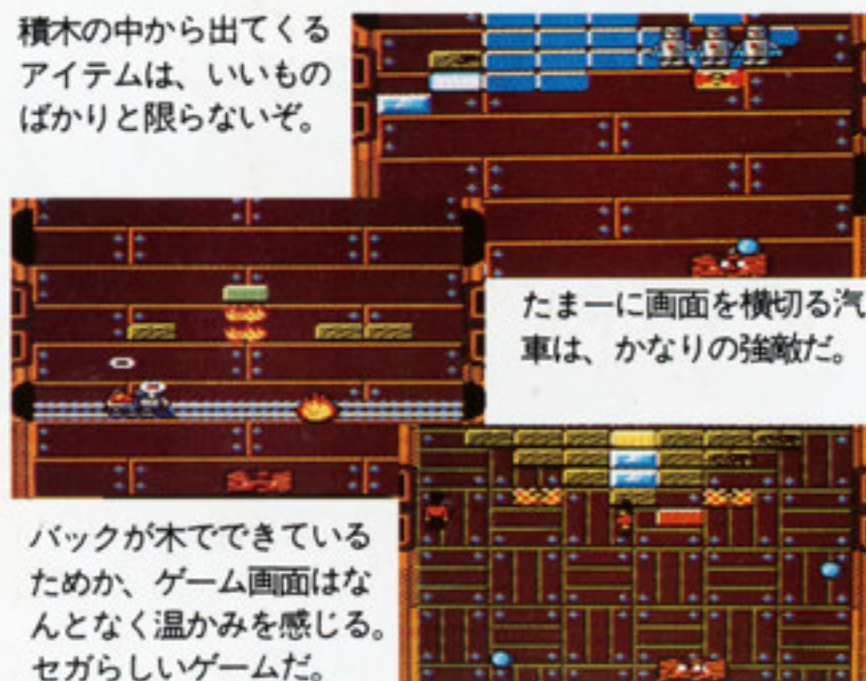 積木の中から出てくる
アイテムは、いいもの
ばかりと限らないぞ。
たまーに画面を横切る汽
車は、かなりの強敵だ。
バックが木でできている
ためか、ゲーム画面はな
んとなく温かみを感じる。
セガらしいゲームだ。